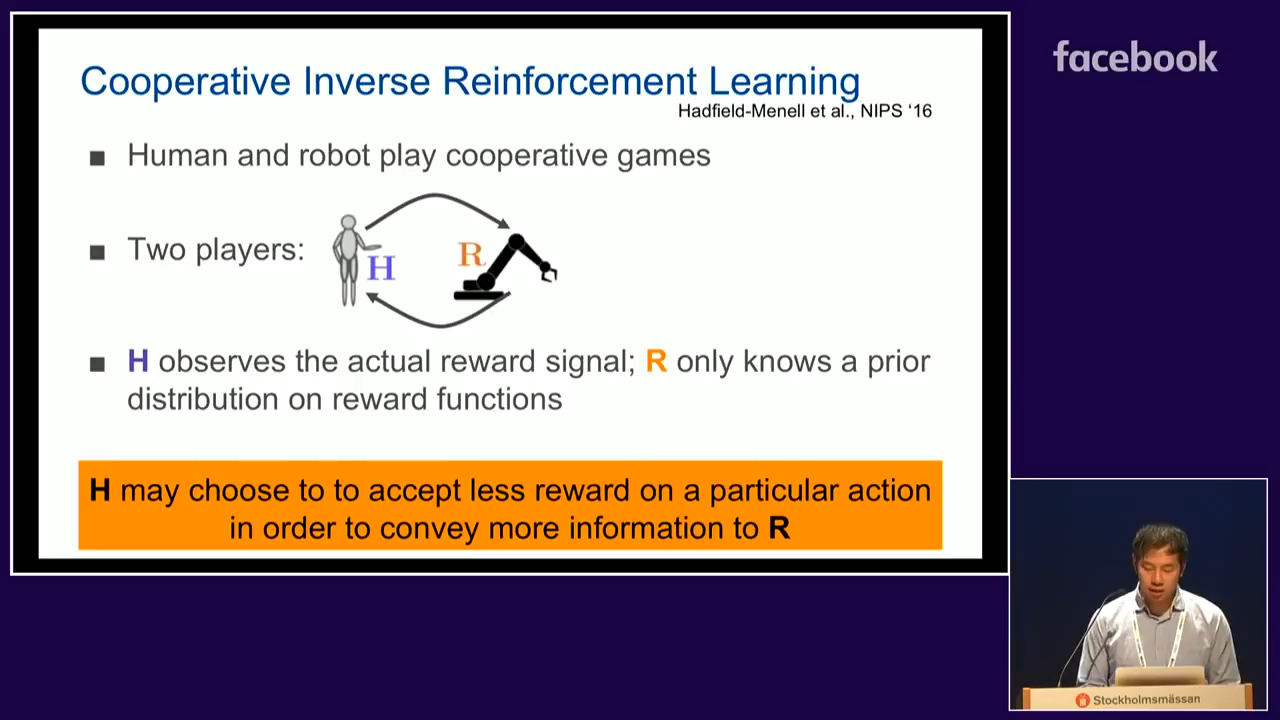 Cooperative Inverse Reinforcement Learning
Hadfield-Menell et al., NIPS ‘16
■ Human and robot play cooperative games
■ Two players:
H
R
■ H observes the actual reward signal; R only knows a prior
distribution on reward functions
H may choose to to accept less reward on a particular action
in order to convey more information to R
facebook
Stockholmsmässan